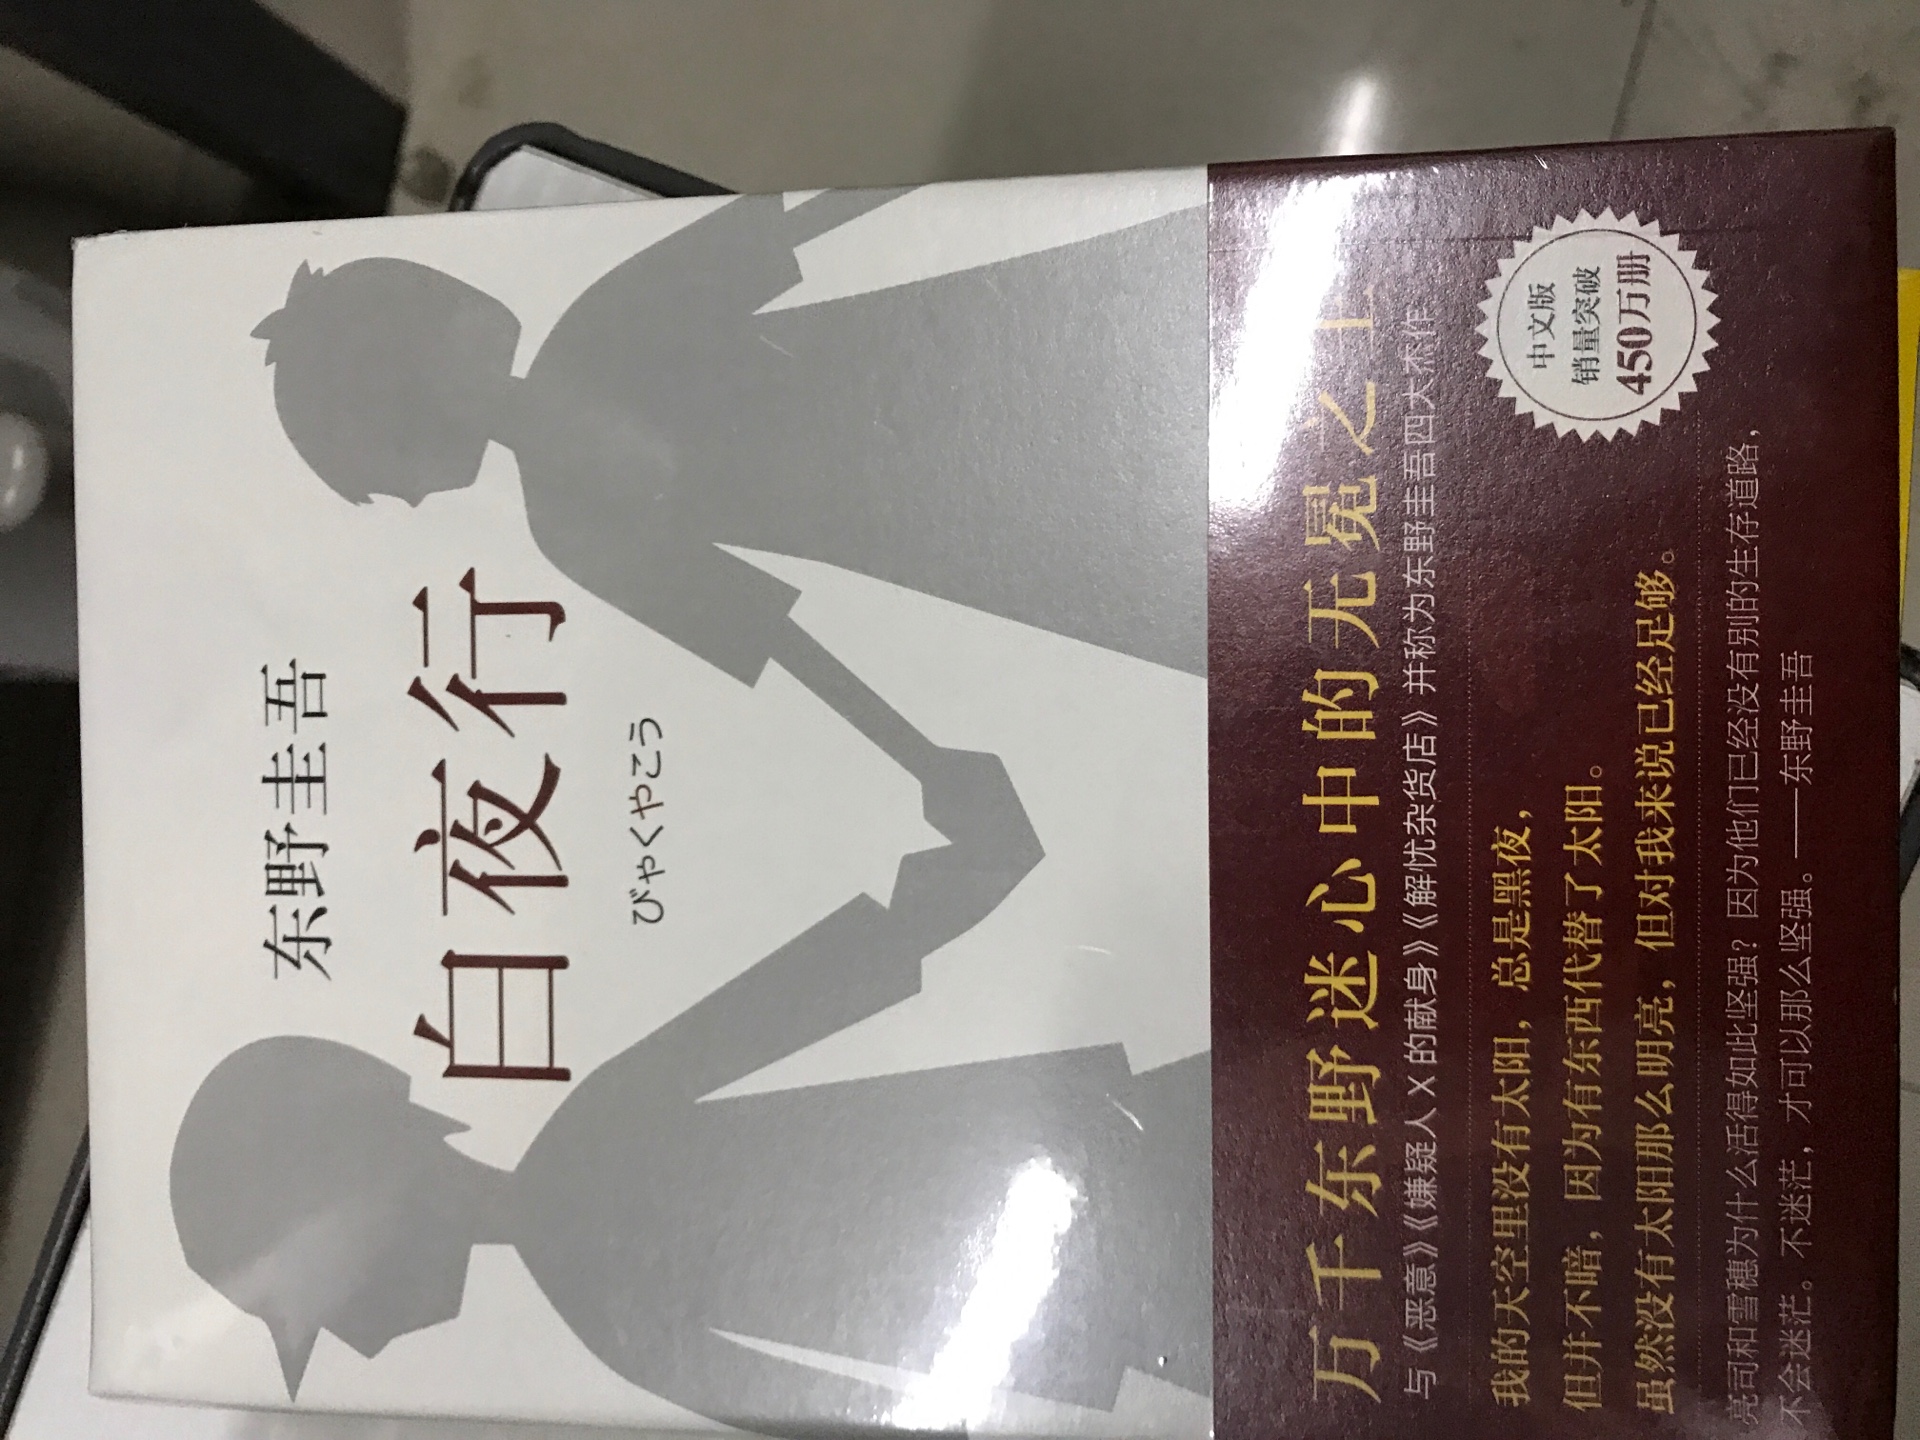 东野圭吾
白夜行
びゃくやこう
万千东野迷心中的无冕之王
与《恶意》《嫌疑人X的献身》《解忧杂货店》并称为东野圭吾四大杰作
中文版
销量突破
450万册
我的天空里没有太阳，总是黑夜，
但并不暗，因为有东西代替了太阳。
虽然没有太阳那么明亮，但对我来说已经足够。
亮司和雪穗为什么活得如此坚强？因为他们已经没有别的生存道路，
不会迷茫。不迷茫，才可以那么坚强。——东野圭吾